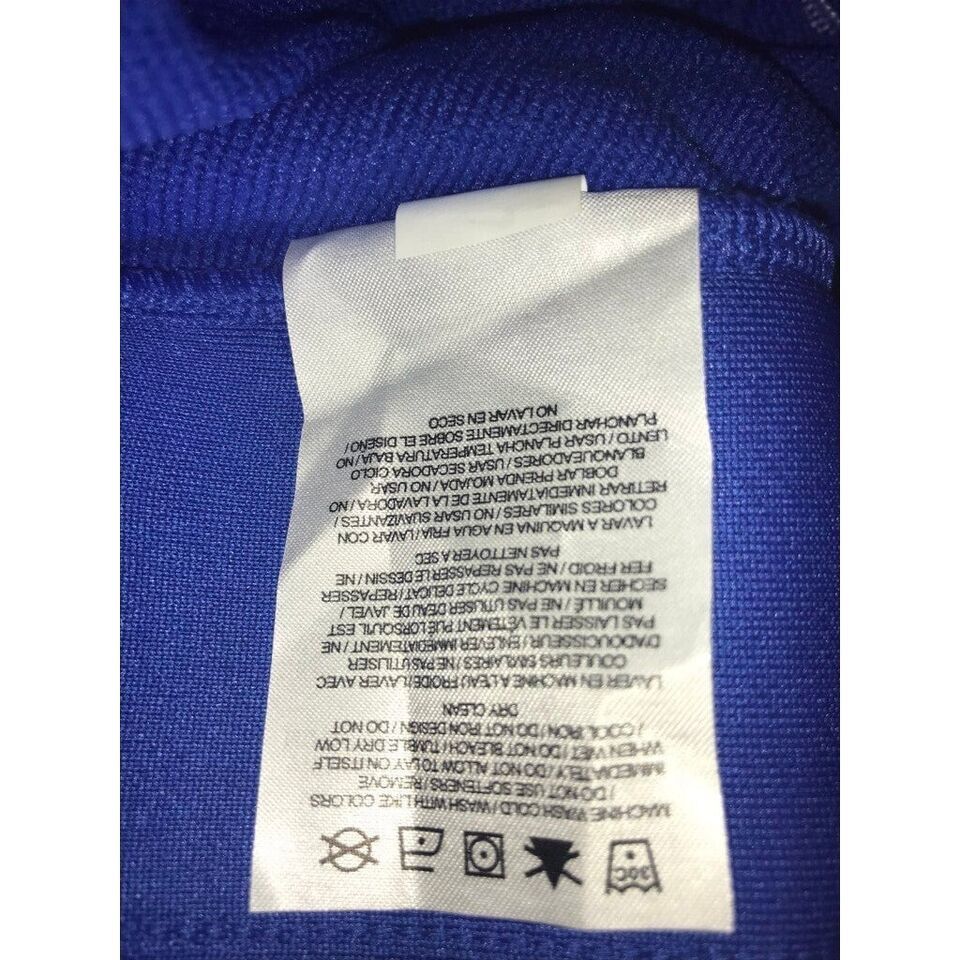 30C
MACHINE WASH COLD / WASH WITH LIKE COLORS
/ DO NOT USE SOFTENERS / REMOVE
IMMEDIATELY / DO NOT ALLOW TO LAY ON ITSELF
WHEN WET / DO NOT BLEACH / TUMBLE DRY LOW
/ COOL IRON / DO NOT IRON DESIGN / DO NOT
DRY CLEAN
LAVER EN MACHINE A L'EAU FROIDE / LAVER AVEC
COULEURS SIMILAIRES / NE PAS UTILISER
D'ADOUCISSEUR / ENLEVER IMMEDIATEMENT / NE
PAS LAISSER LE VÊTEMENT PLIÉ LORSQU'IL EST
MOUILLÉ / NE PAS UTILISER D'EAU DE JAVEL /
SECHER EN MACHINE CYCLE DELICAT / REPASSER
FER FROID / NE PAS REPASSER LE DESSIN / NE
PAS NETTOYER A SEC
LAVAR A MAQUINA EN AGUA FRIA / LAVAR CON
COLORES SIMILARES / NO USAR SUAVIZANTES /
RETIRAR INMEDIATAMENTE DE LA LAVADORA / NO
DOBLAR PRENDA MOJADA / NO USAR
BLANQUEADORES / USAR SECADORA CICLO
LENTO / USAR PLANCHA TEMPERATURA BAJA / NO
PLANCHAR DIRECTAMENTE SOBRE EL DISENO /
NO LAVAR EN SECO